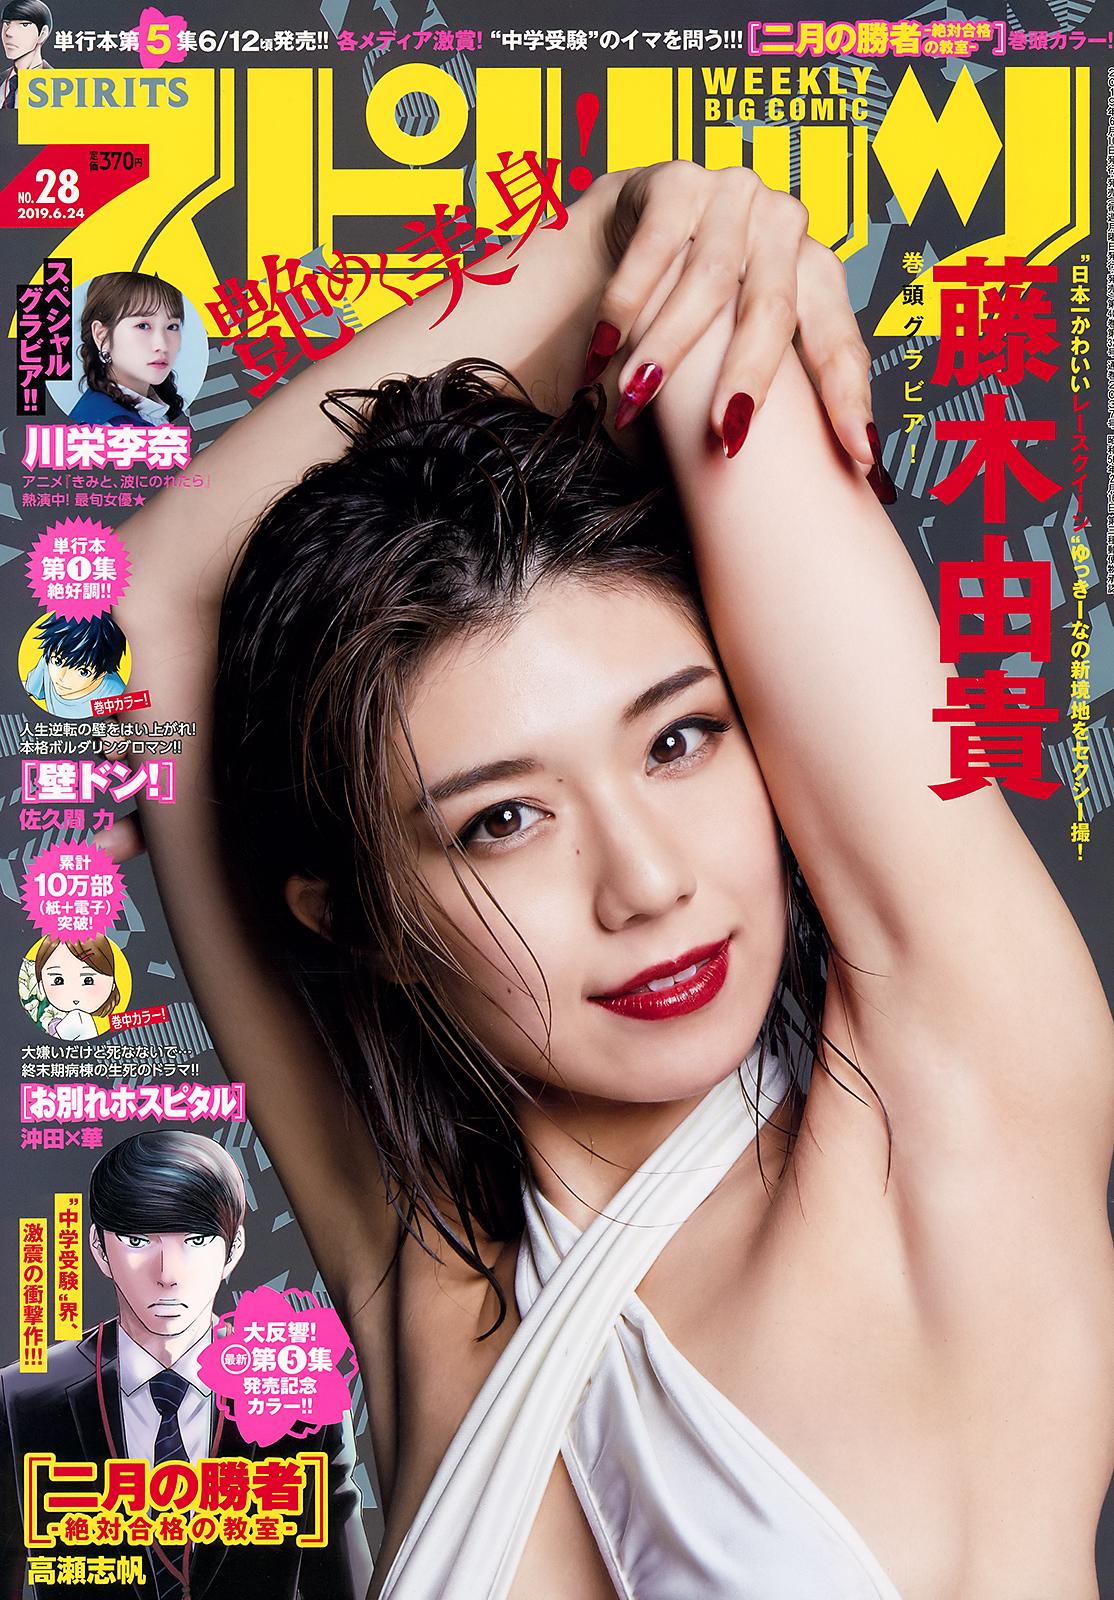 単行本第5集6/12頃発売!! 各メディア激賞! “中学受験”のイマを問う!!! [二月の勝者-絶対合格の教室-]巻頭カラー!
SPIRITS
スピリッツ
WEEKLY
BIG COMIC
定価370円
NO.28
2019.6.24
艶めく美身!
スペシャル
グラビア!!
川栄李奈
アニメ『きみと、波にのれたら』
熱演中! 最旬女優★
巻頭グラビア!
藤木由貴
”日本一かわいいレースクイーン“ゆっきーなの新境地をセクシー撮!
単行本
第1集
絶好調!!
巻中カラー!
人生逆転の壁をはい上がれ!
本格ボルダリングロマン!!
[壁ドン!]
佐久間 力
累計
10万部
(紙+電子)
突破!
巻中カラー!
大嫌いだけど死なないで…
終末期病棟の生死のドラマ!!
[お別れホスピタル]
沖田×華
”中学受験“界、
激震の衝撃作!!!
大反響!
最新 第5集
発売記念
カラー!!
[二月の勝者
-絶対合格の教室-]
高瀬志帆